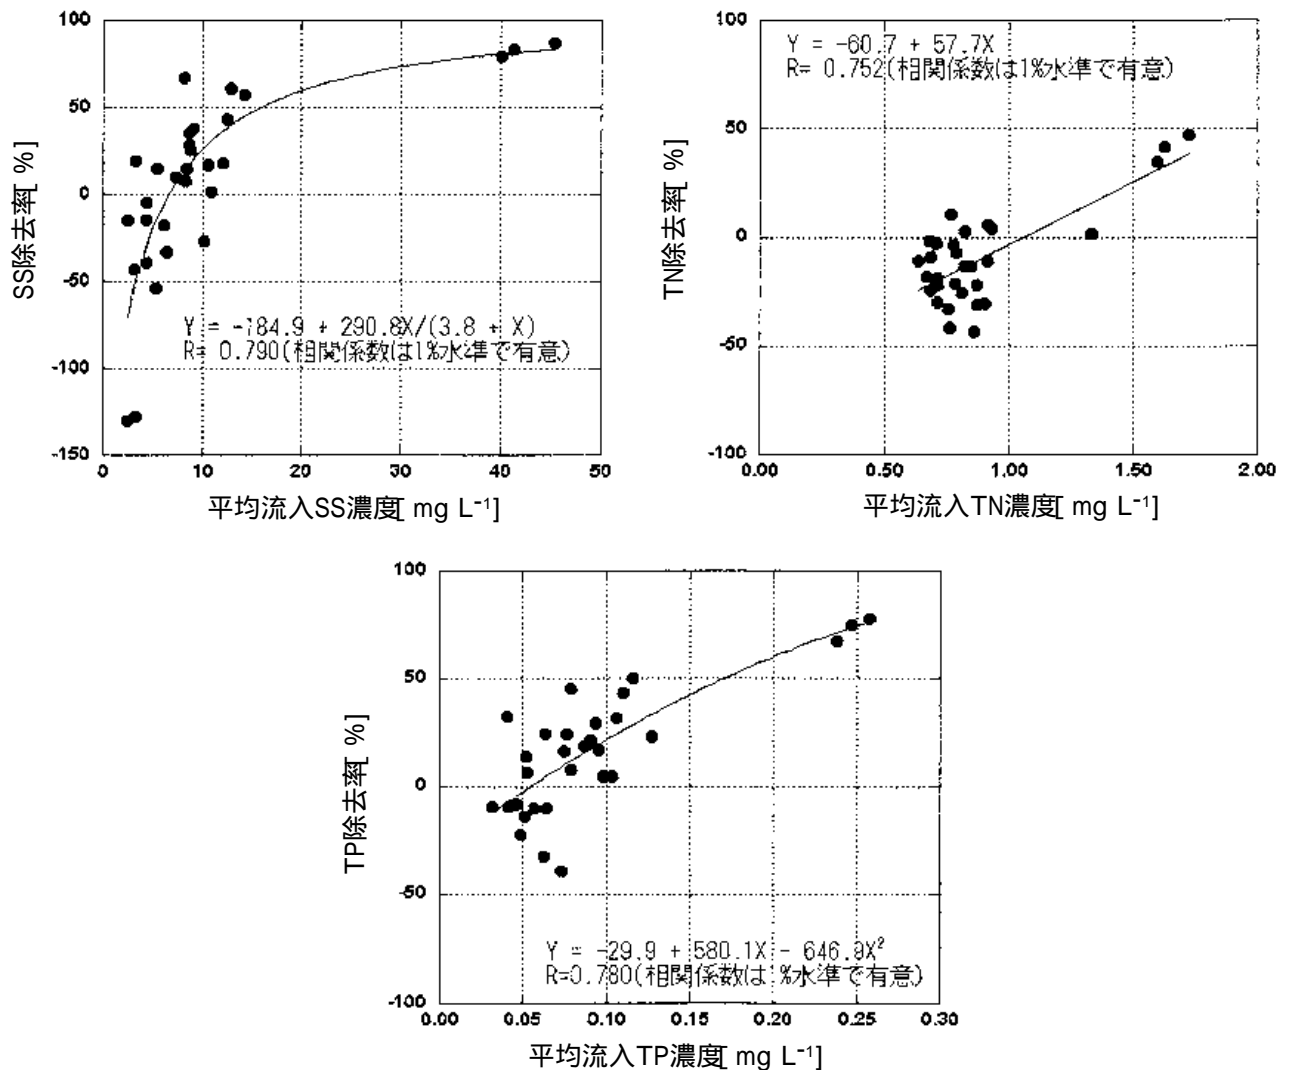 100
50
0
-50
-100
-150
SS除去率[ %]
Y = -184.9 + 290.8X/(3.8 + X)
R= 0.790(相関係数は1%水準で有意)
0
10
20
30
40
50
平均流入SS濃度[ mg L-1]
100
50
0
-50
-100
TN除去率[ %]
Y = -60.7 + 57.7X
R= 0.752(相関係数は1%水準で有意)
0.00
0.50
1.00
1.50
2.00
平均流入TN濃度[ mg L-1]
100
50
0
-50
-100
TP除去率[ %]
Y = -29.9 + 580.1X - 646.9X²
R=0.780(相関係数は1%水準で有意)
0.00
0.05
0.10
0.15
0.20
0.25
0.30
平均流入TP濃度[ mg L-1]